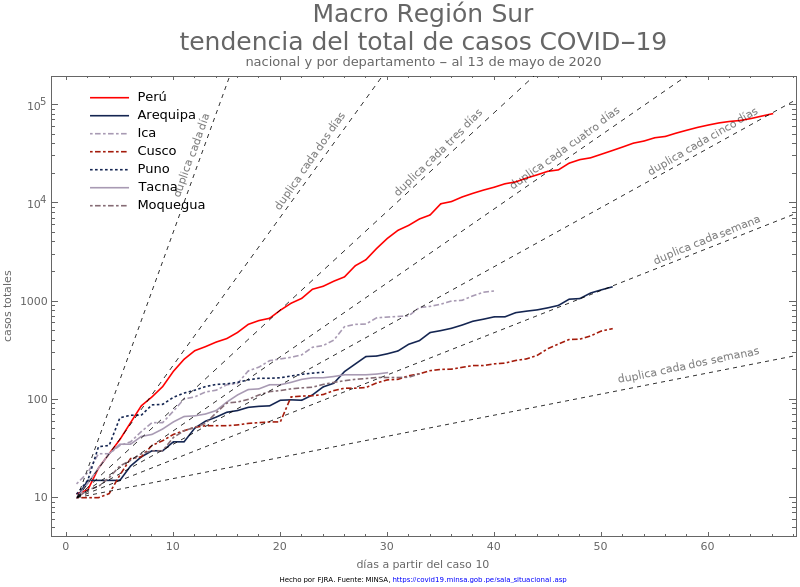 Macro Región Sur
tendencia del total de casos COVID−19
nacional y por departamento − al 13 de mayo de 2020
Perú
Arequipa
Ica
Cusco
Puno
Tacna
Moquegua
duplica cada día
duplica cada dos días
duplica cada tres días
duplica cada cuatro días
duplica cada cinco días
duplica cada semana
duplica cada dos semanas
casos totales
10⁵
10⁴
1000
100
10
0 10 20 30 40 50 60
días a partir del caso 10
Hecho por FJRA. Fuente: MINSA, https://covid19.minsa.gob.pe/sala_situacional.asp